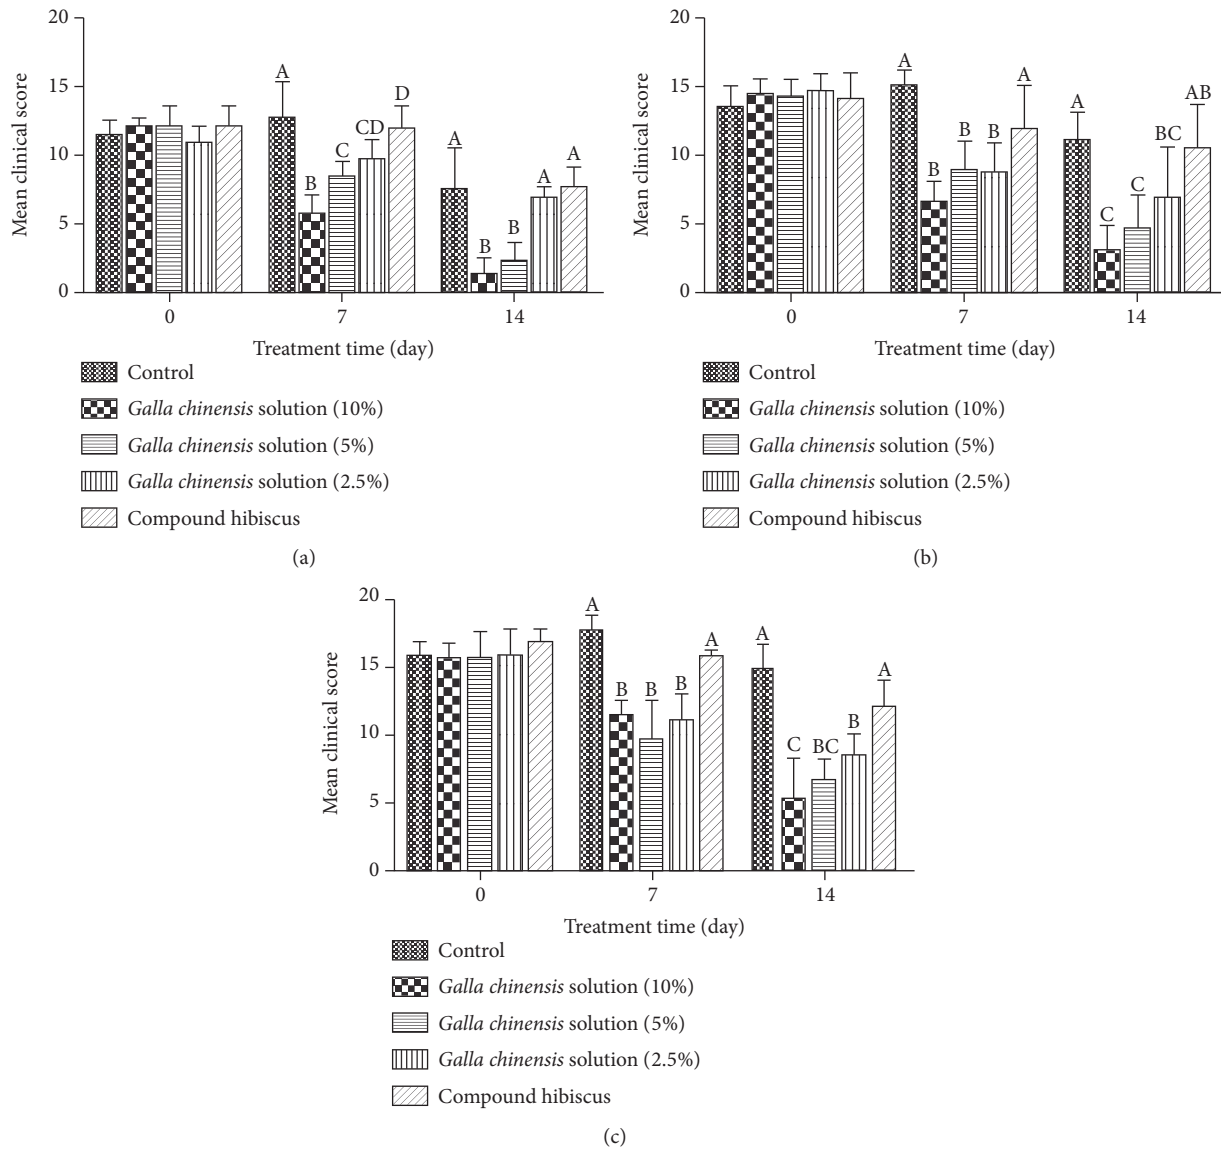 20
15
10
5
0
Mean clinical score
A
B
C
CD
D
A
B
B
A
A
0
7
14
Treatment time (day)
Control
Galla chinensis solution (10%)
Galla chinensis solution (5%)
Galla chinensis solution (2.5%)
Compound hibiscus
(a)
20
15
10
5
0
Mean clinical score
A
B
B
B
A
A
C
C
BC
AB
0
7
14
Treatment time (day)
Control
Galla chinensis solution (10%)
Galla chinensis solution (5%)
Galla chinensis solution (2.5%)
Compound hibiscus
(b)
20
15
10
5
0
Mean clinical score
A
B
B
B
A
A
C
BC
B
A
0
7
14
Treatment time (day)
Control
Galla chinensis solution (10%)
Galla chinensis solution (5%)
Galla chinensis solution (2.5%)
Compound hibiscus
(c)